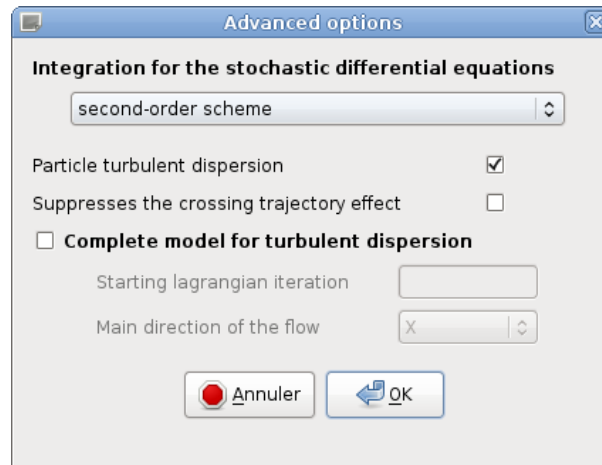 Advanced options
Integration for the stochastic differential equations
second-order scheme
Particle turbulent dispersion
Suppresses the crossing trajectory effect
Complete model for turbulent dispersion
Starting lagrangian iteration
Main direction of the flow X
Annuler OK